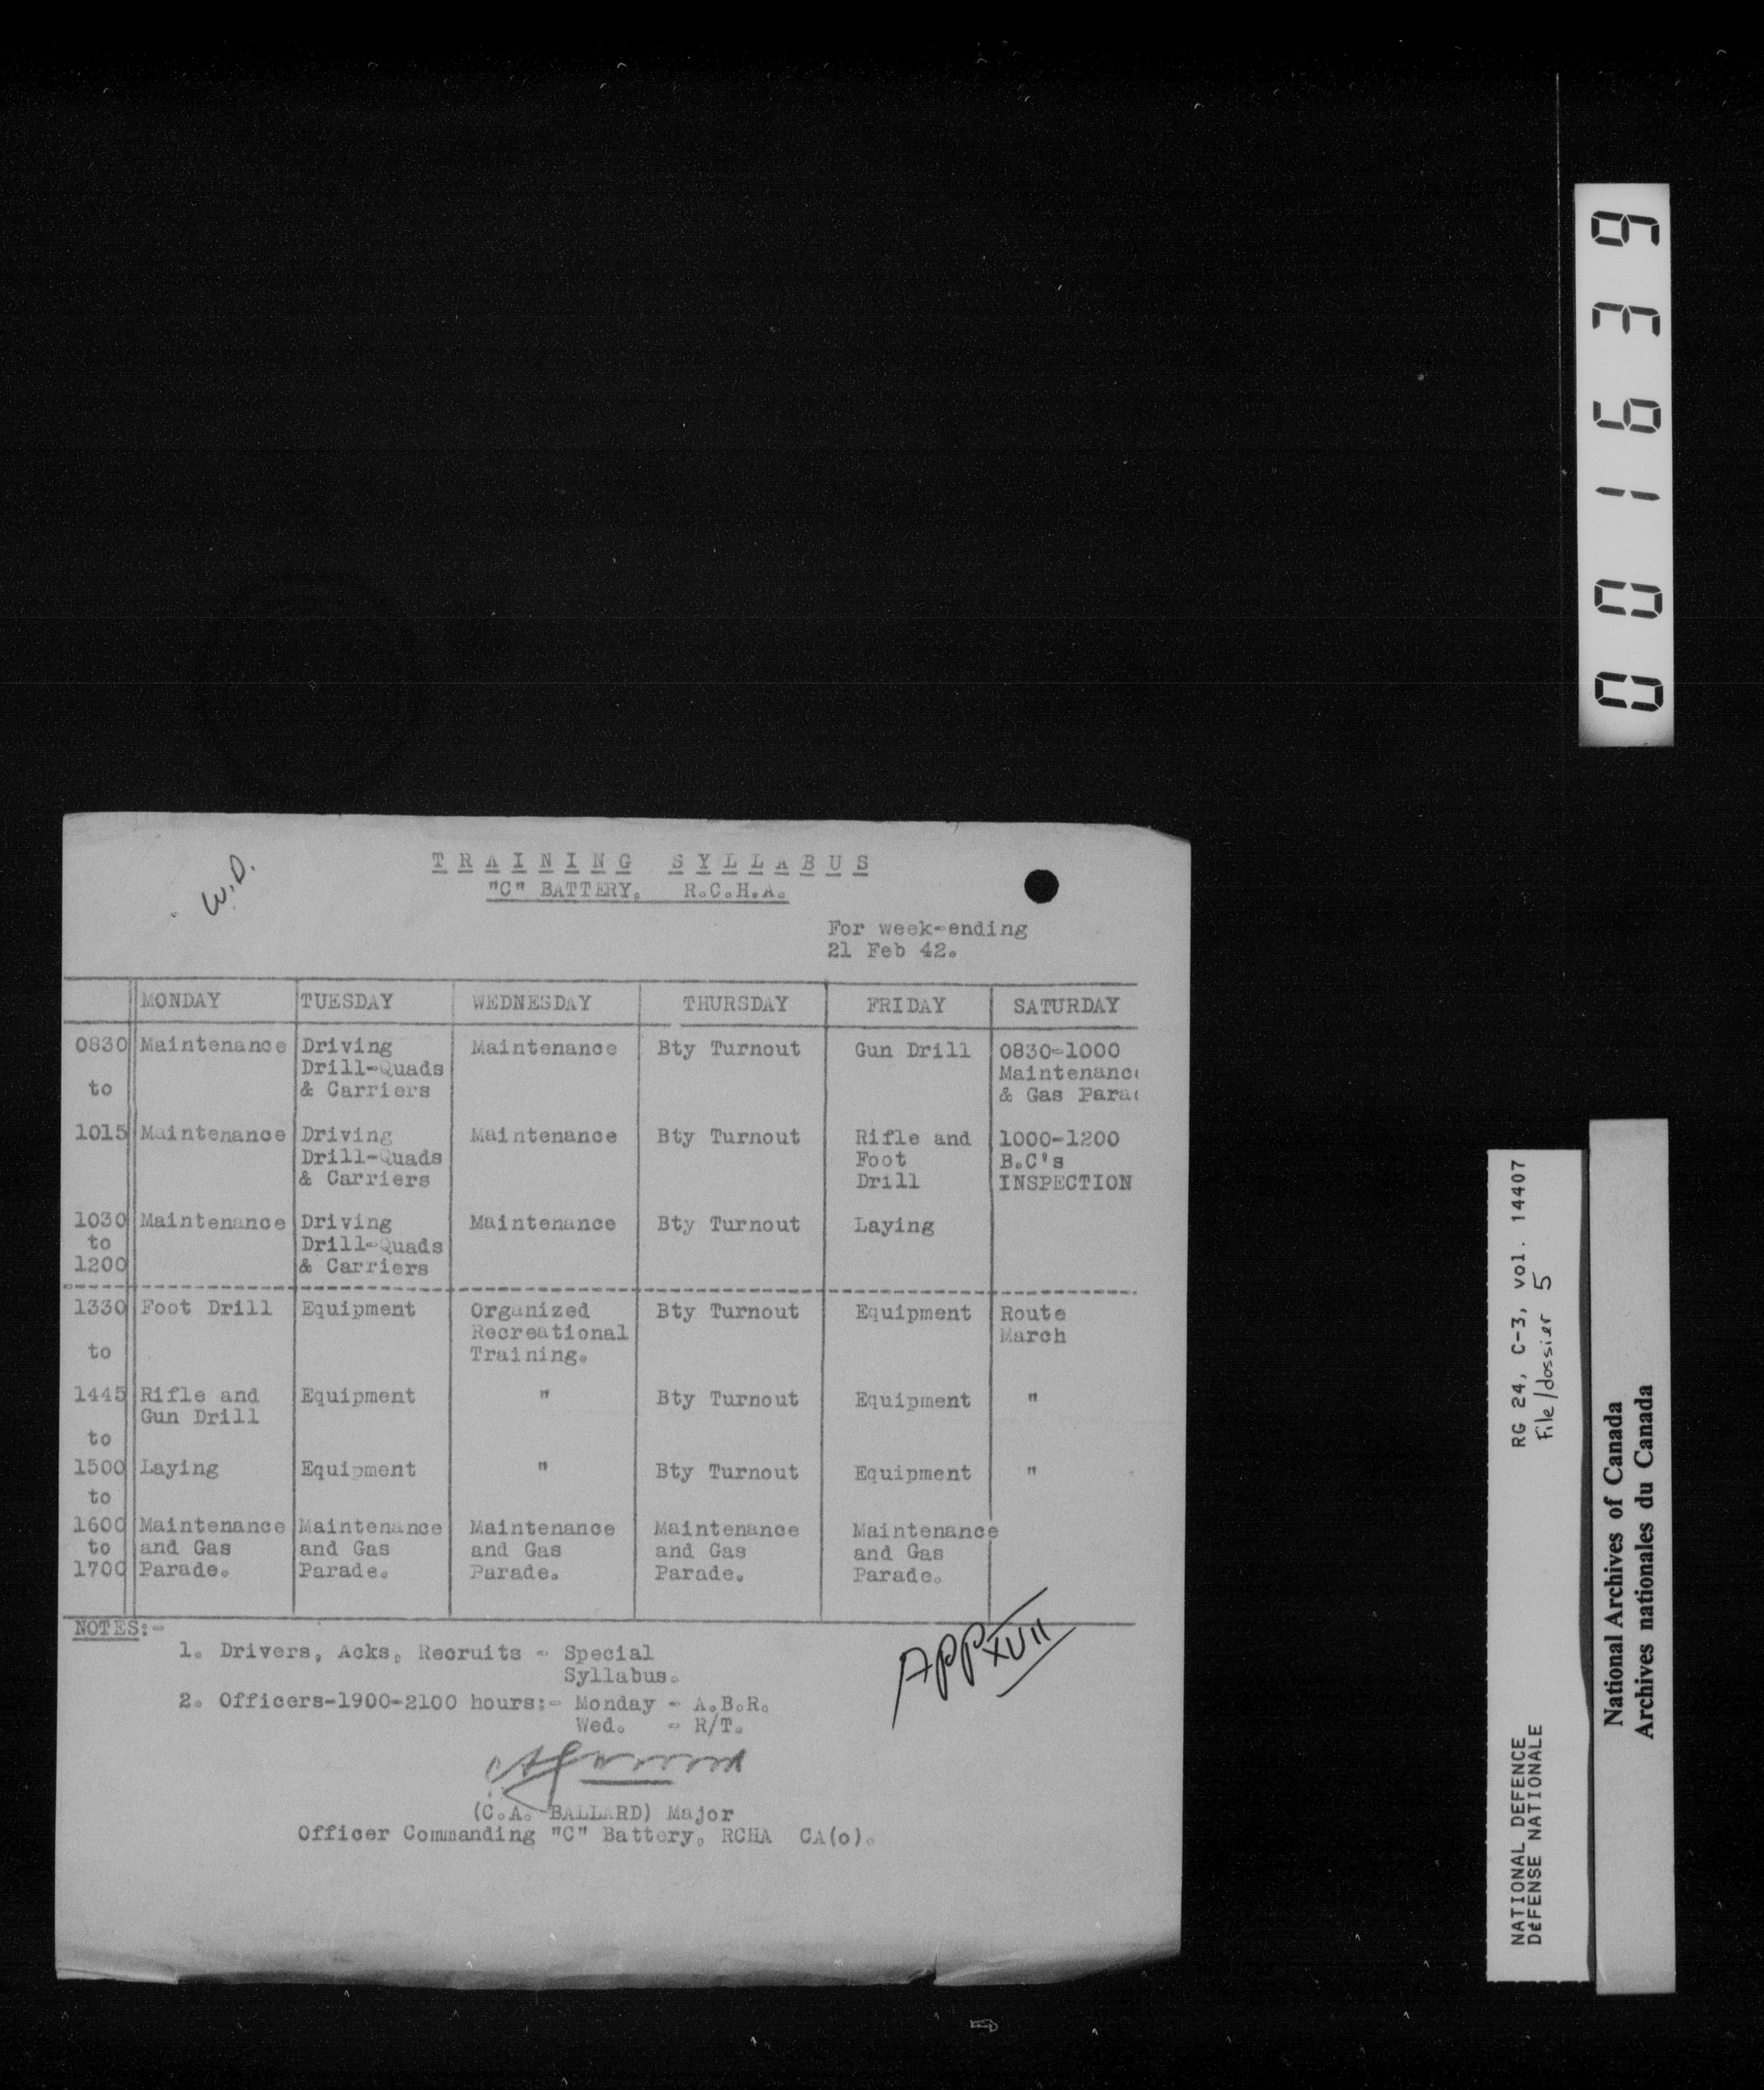 W.D.
TRAINING SYLLABUS
"C" BATTERY. R.C.H.A.
For week-ending
21 Feb 42.
MONDAY TUESDAY WEDNESDAY THURSDAY FRIDAY SATURDAY
0830 Maintenance Driving Maintenance Bty Turnout Gun Drill 0830-1000
Drill-Quads Maintenanc
to & Carriers & Gas Para
1015 Maintenance Driving Maintenance Bty Turnout Rifle and 1000-1200
Drill-Quads Foot B.C's
& Carriers Drill INSPECTION
1030 Maintenance Driving Maintenance Bty Turnout Laying
to Drill-Quads
1200 & Carriers
1330 Foot Drill Equipment Organized Bty Turnout Equipment Route
Recreational March
to Training.
1445 Rifle and Equipment " Bty Turnout Equipment "
Gun Drill
to
1500 Laying Equipment " Bty Turnout Equipment "
to
1600 Maintenance Maintenance Maintenance Maintenance Maintenance
to and Gas and Gas and Gas and Gas and Gas
1700 Parade. Parade. Parade. Parade. Parade.
NOTES:-
1. Drivers, Acks, Recruits - Special
Syllabus.
2. Officers-1900-2100 hours:- Monday - A.B.R.
Wed. - R/T.
APP XVII
(C.A. BALLARD) Major
Officer Commanding "C" Battery, RCHA CA(o).
001639
RG 24, C-3, vol. 14407
File/dossier 5
NATIONAL DEFENCE
DÉFENSE NATIONALE
National Archives of Canada
Archives nationales du Canada